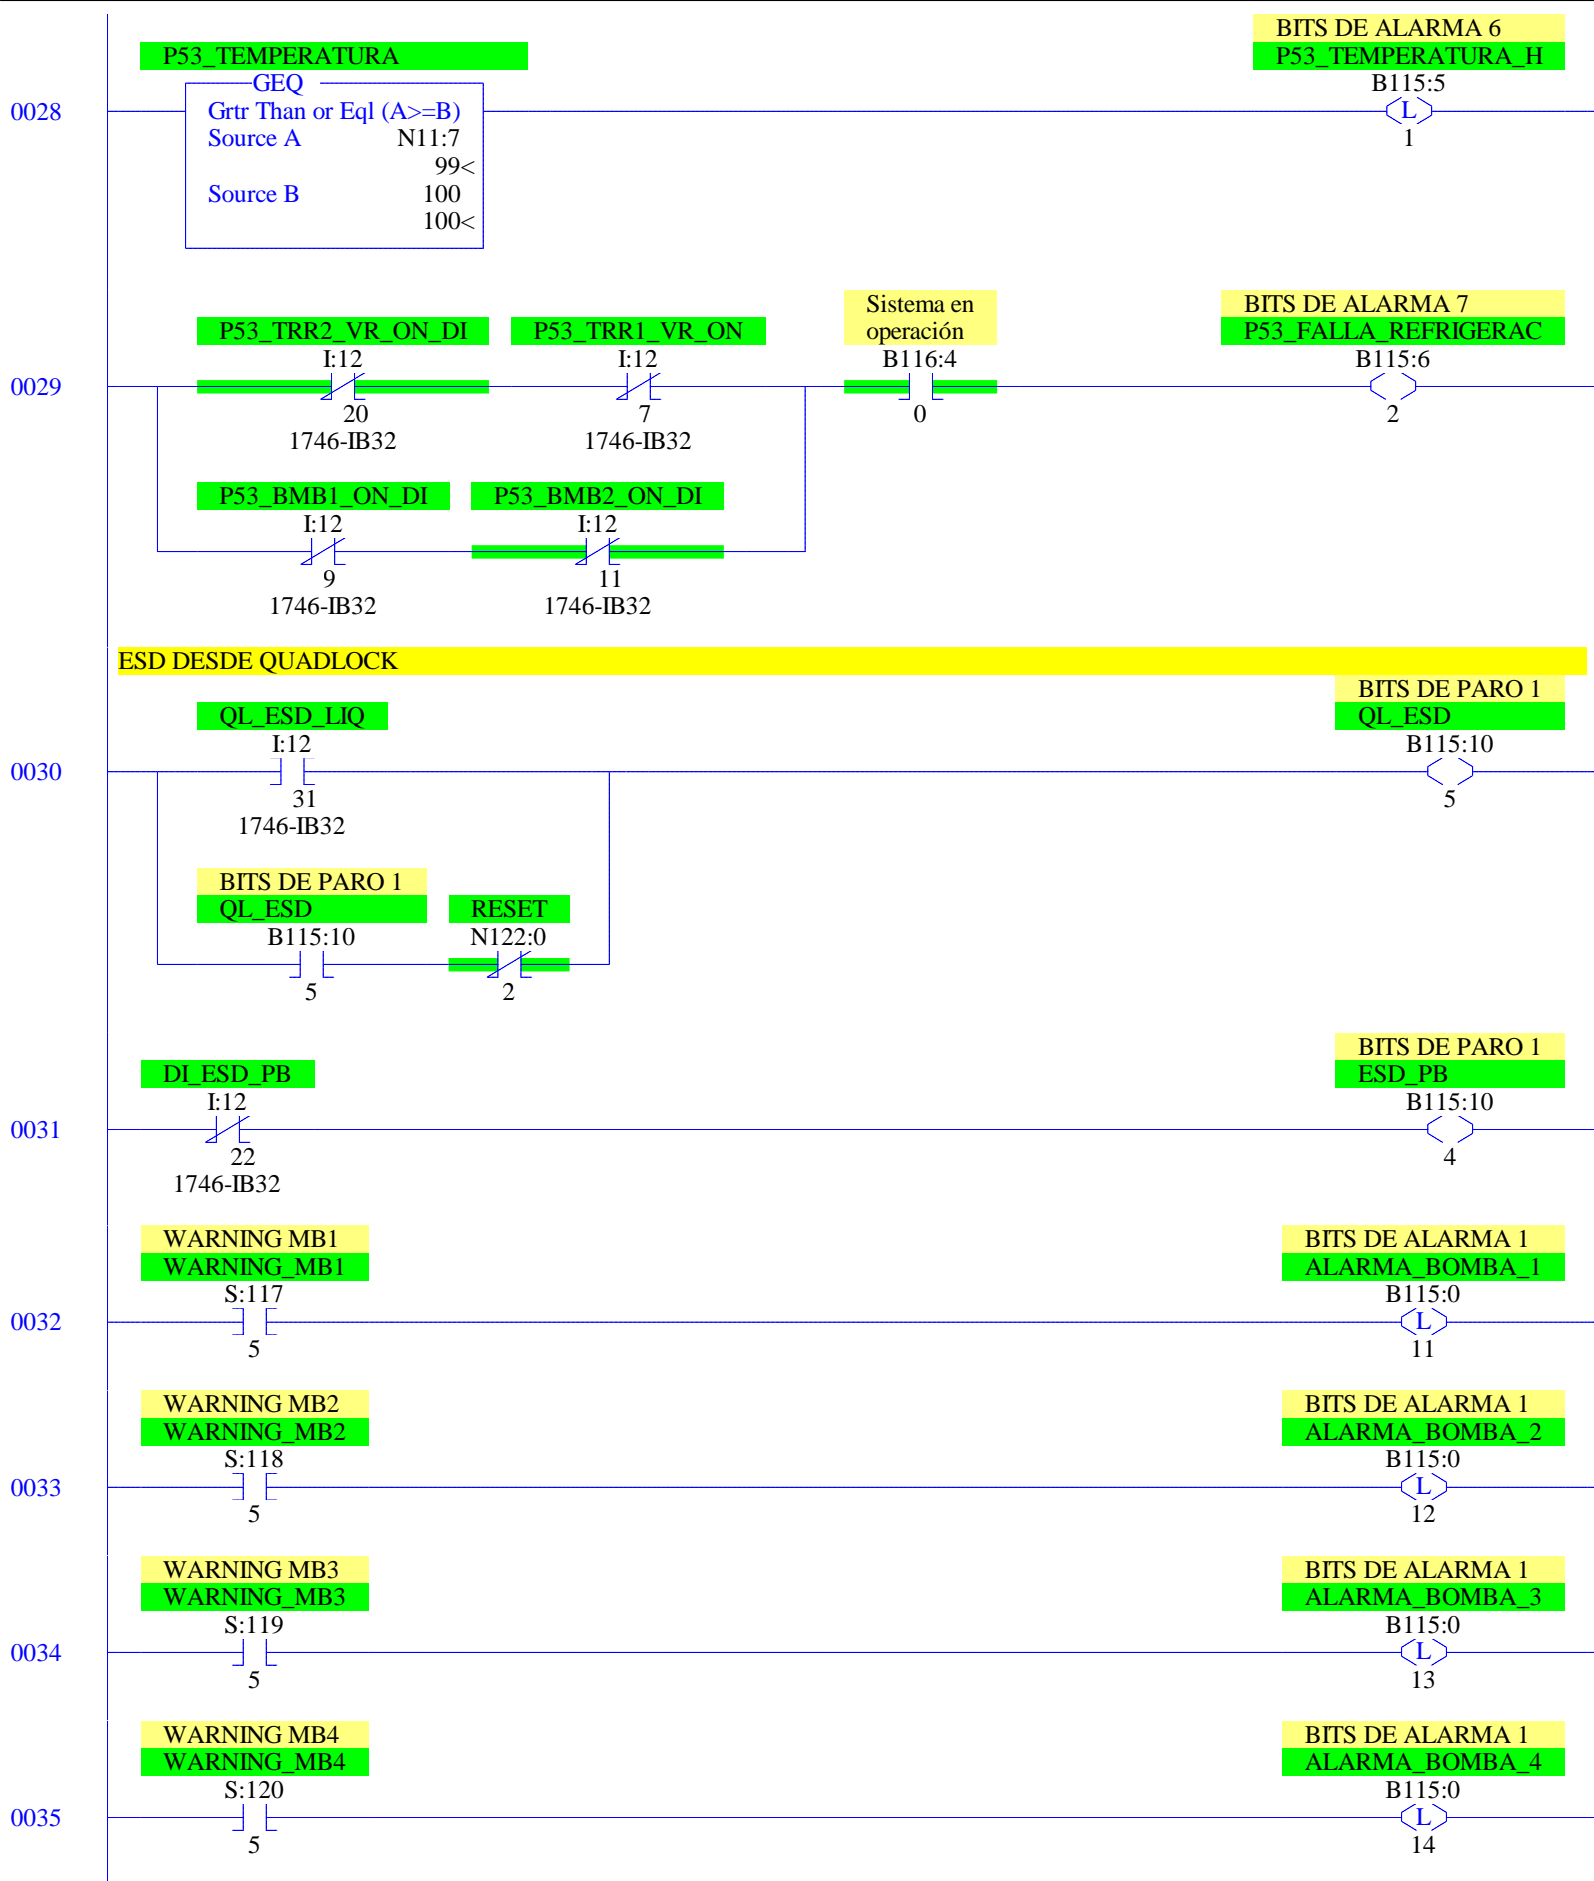 BITS DE ALARMA 6
P53_TEMPERATURA
P53_TEMPERATURA_H
GEQ
B115:5
0028
Grtr Than or Eql (A>=B)
L
Source A N11:7
1
99<
Source B 100
100<
Sistema en
operación
BITS DE ALARMA 7
P53_TRR2_VR_ON_DI
P53_TRR1_VR_ON
P53_FALLA_REFRIGERAC
I:12
I:12
B116:4
B115:6
0029
20
7
0
2
1746-IB32
1746-IB32
P53_BMB1_ON_DI
P53_BMB2_ON_DI
I:12
I:12
9
11
1746-IB32
1746-IB32
ESD DESDE QUADLOCK
BITS DE PARO 1
QL_ESD_LIQ
QL_ESD
I:12
B115:10
0030
31
5
1746-IB32
BITS DE PARO 1
QL_ESD
RESET
B115:10
N122:0
5
2
BITS DE PARO 1
DI_ESD_PB
ESD_PB
I:12
B115:10
0031
22
4
1746-IB32
WARNING MB1
BITS DE ALARMA 1
WARNING_MB1
ALARMA_BOMBA_1
S:117
B115:0
0032
L
5
11
WARNING MB2
BITS DE ALARMA 1
WARNING_MB2
ALARMA_BOMBA_2
S:118
B115:0
0033
L
5
12
WARNING MB3
BITS DE ALARMA 1
WARNING_MB3
ALARMA_BOMBA_3
S:119
B115:0
0034
L
5
13
WARNING MB4
BITS DE ALARMA 1
WARNING_MB4
ALARMA_BOMBA_4
S:120
B115:0
0035
L
5
14